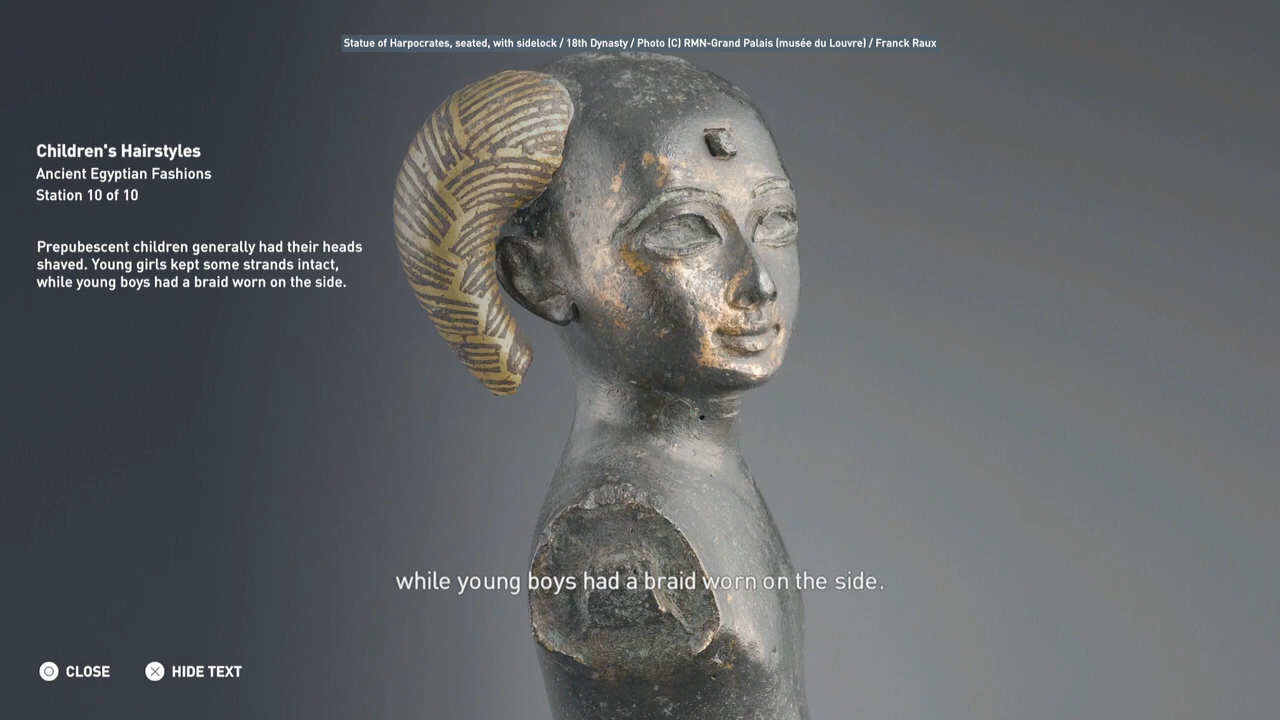 Statue of Harpocrates, seated, with sidelock / 18th Dynasty / Photo (C) RMN-Grand Palais (musée du Louvre) / Franck Raux
Children's Hairstyles
Ancient Egyptian Fashions
Station 10 of 10
Prepubescent children generally had their heads
shaved. Young girls kept some strands intact,
while young boys had a braid worn on the side.
while young boys had a braid worn on the side.
CLOSE
HIDE TEXT